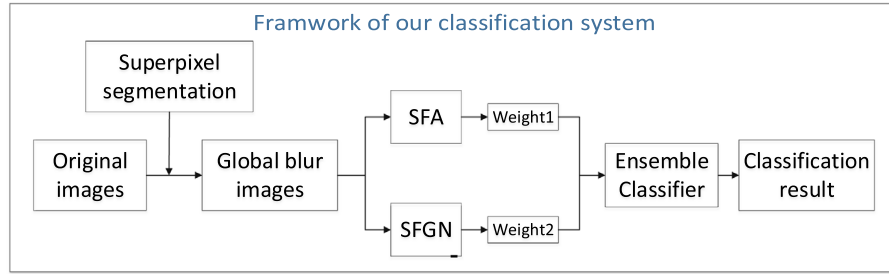 Framwork of our classification system
Superpixel
segmentation
Original
images
Global blur
images
SFA
Weight1
SFGN
Weight2
Ensemble
Classifier
Classification
result